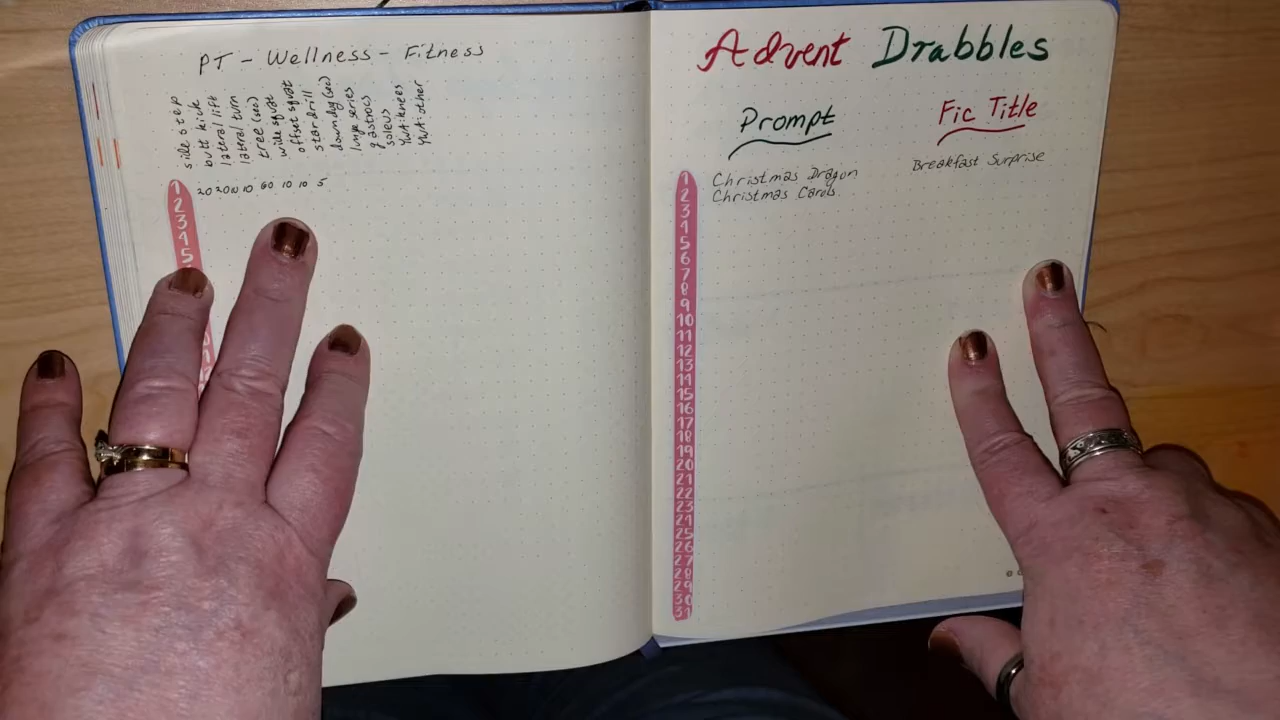 PT - Wellness - Fitness
side step
butt kick
lateral lift
lateral turn
tree (sec)
wide squat
offset squat
star drill
down dog (sec)
lunge series
gastrocs
soleus
YWA: knees
YWA: other
1 20 20 10 10 60 10 10 5
2
3
4
5
Advent Drabbles
Prompt Fic Title
1 Christmas Dragon Breakfast Surprise
2 Christmas Carols
3
4
5
6
7
8
9
10
11
12
13
14
15
16
17
18
19
20
21
22
23
24
25
26
27
28
29
30
31